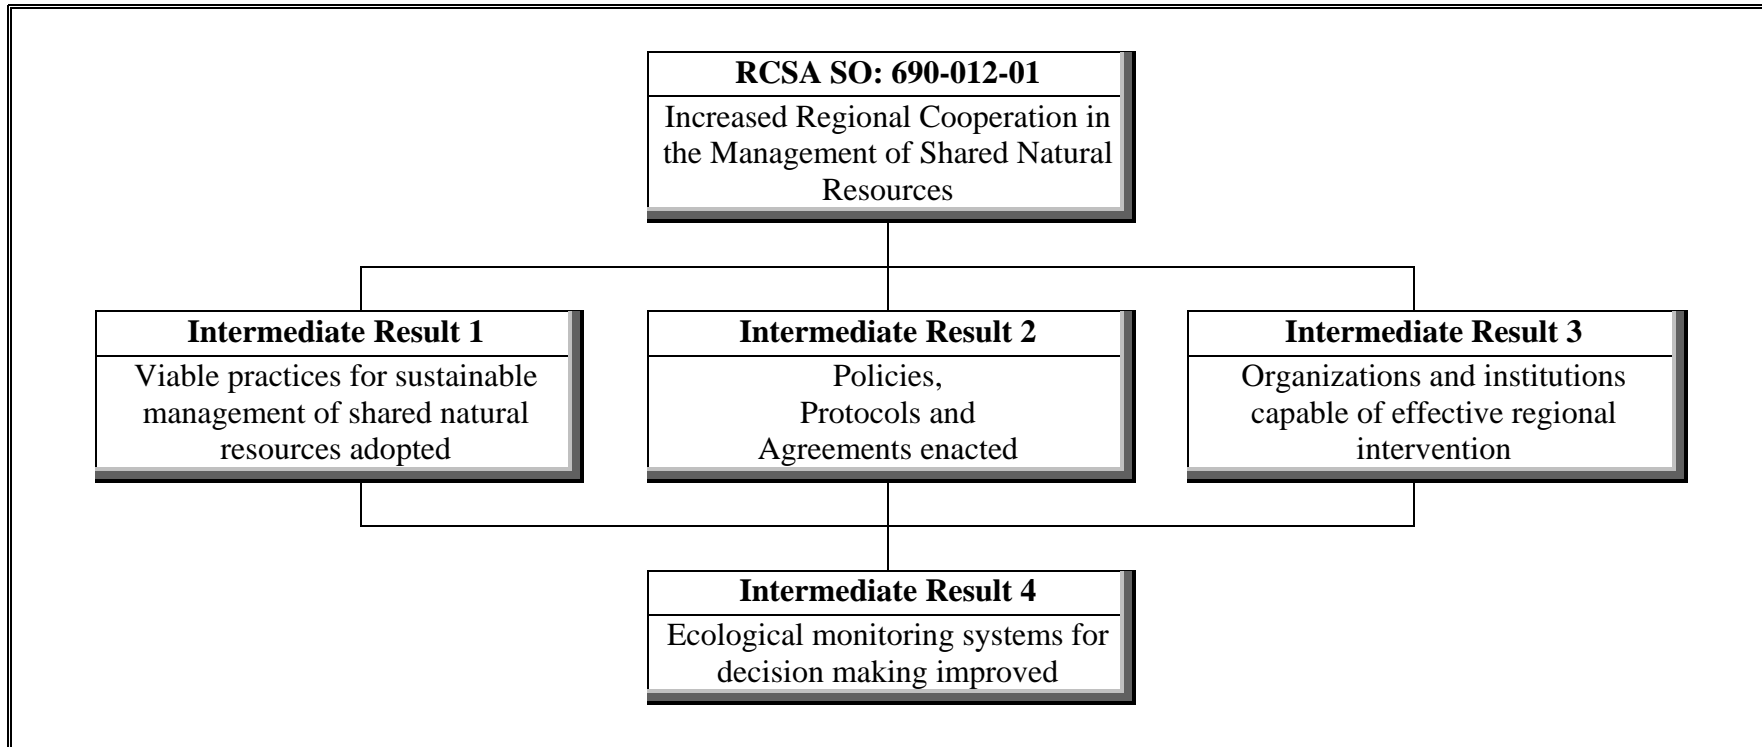 RCSA SO: 690-012-01
Increased Regional Cooperation in
the Management of Shared Natural
Resources
Intermediate Result 1
Viable practices for sustainable
management of shared natural
resources adopted
Intermediate Result 2
Policies,
Protocols and
Agreements enacted
Intermediate Result 3
Organizations and institutions
capable of effective regional
intervention
Intermediate Result 4
Ecological monitoring systems for
decision making improved